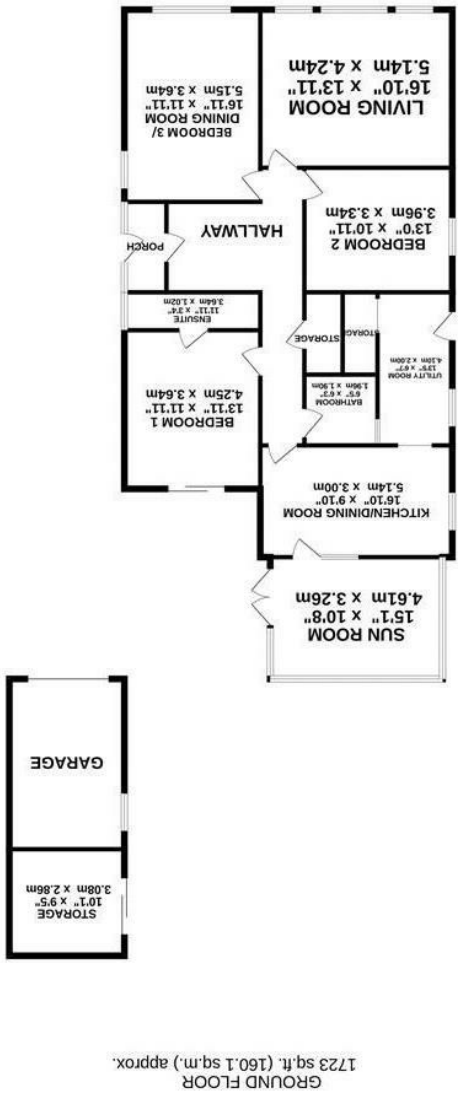 GROUND FLOOR
1723 sq.ft. (160.1 sq.m.) approx.
STORAGE
10'1" x 9'5"
3.08m x 2.86m
GARAGE
SUN ROOM
15'1" x 10'8"
4.61m x 3.26m
KITCHEN/DINING ROOM
16'10" x 9'10"
5.14m x 3.00m
BEDROOM 1
13'11" x 11'11"
4.25m x 3.64m
BATHROOM
6'5" x 6'3"
1.96m x 1.90m
UTILITY ROOM
13'5" x 6'7"
4.10m x 2.00m
STORAGE
STORAGE
ENSUITE
11'11" x 3'4"
3.64m x 1.02m
BEDROOM 2
13'0" x 10'11"
3.96m x 3.34m
HALLWAY
PORCH
LIVING ROOM
16'10" x 13'11"
5.14m x 4.24m
BEDROOM 3/
DINING ROOM
16'11" x 11'11"
5.15m x 3.64m